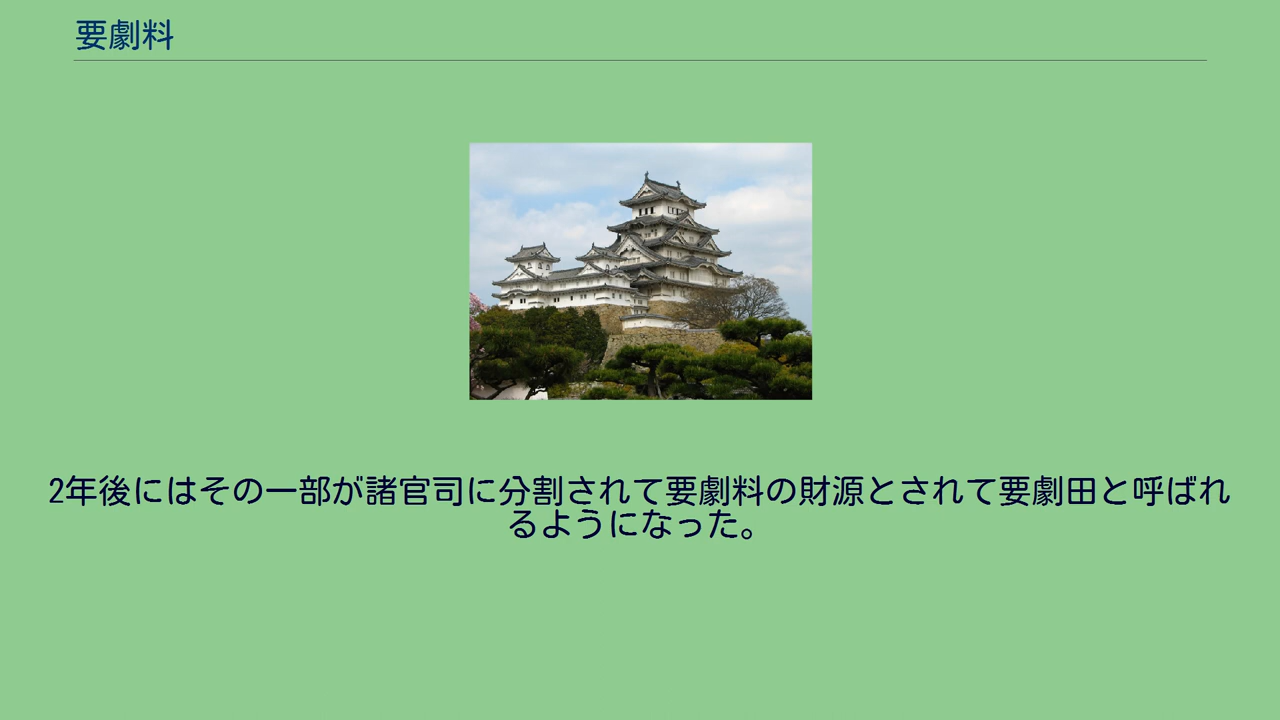 要劇料
2年後にはその一部が諸官司に分割されて要劇料の財源とされて要劇田と呼ばれ
るようになった。